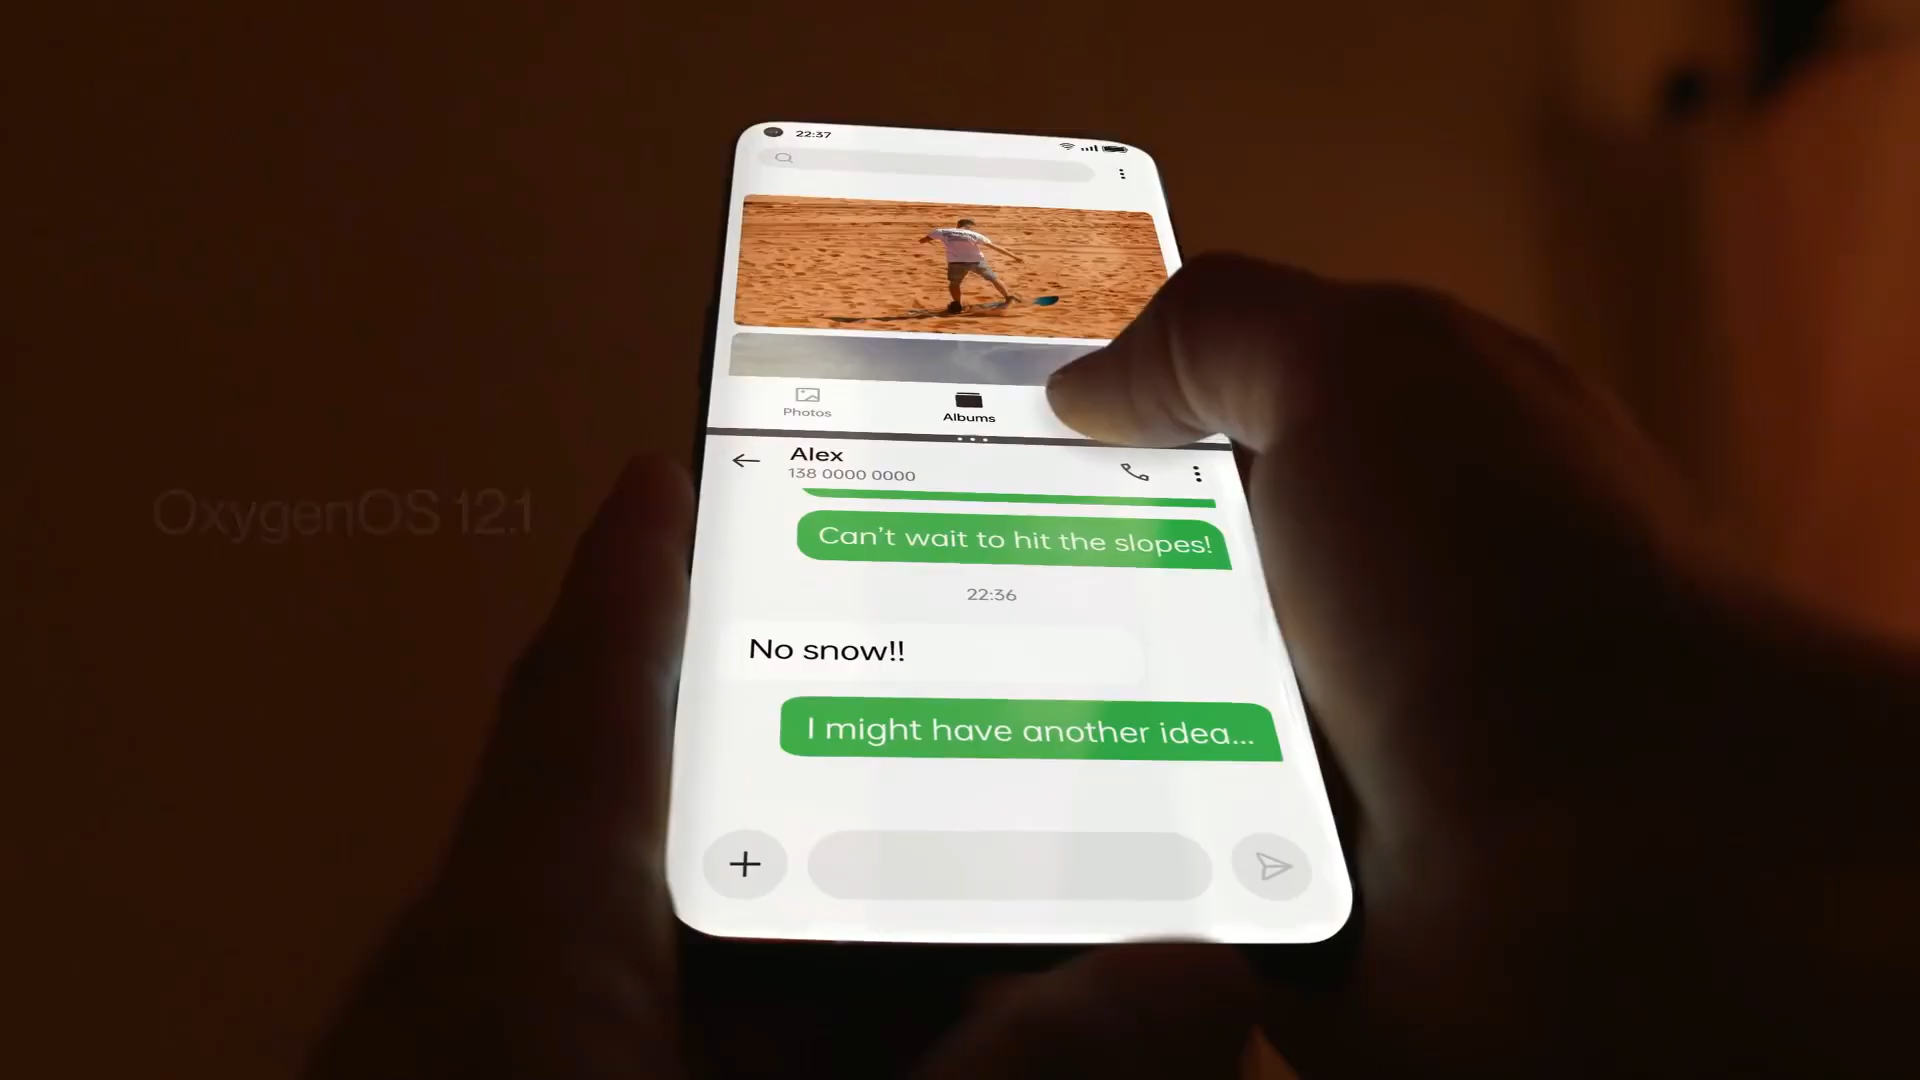 22:37
Photos
Albums
Alex
138 0000 0000
Can't wait to hit the slopes!
22:36
No snow!!
I might have another idea...
OxygenOS 12.1